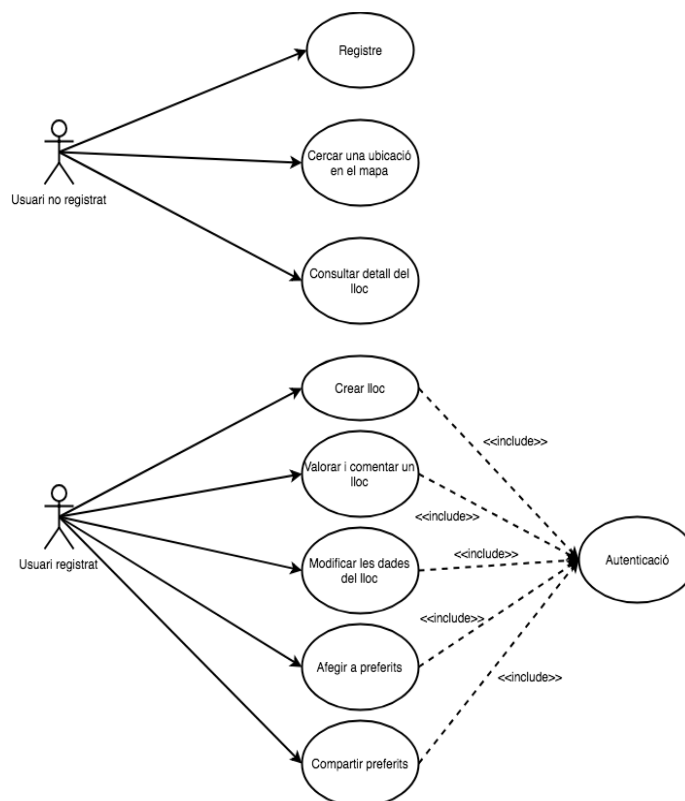 Registre
Cercar una ubicació
en el mapa
Usuari no registrat
Consultar detall del
lloc
Crear lloc
<<include>>
Valorar i comentar un
lloc
<<include>>
Usuari registrat
Modificar les dades
del lloc
<<include>>
Autenticació
<<include>>
Afegir a preferits
<<include>>
Compartir preferits